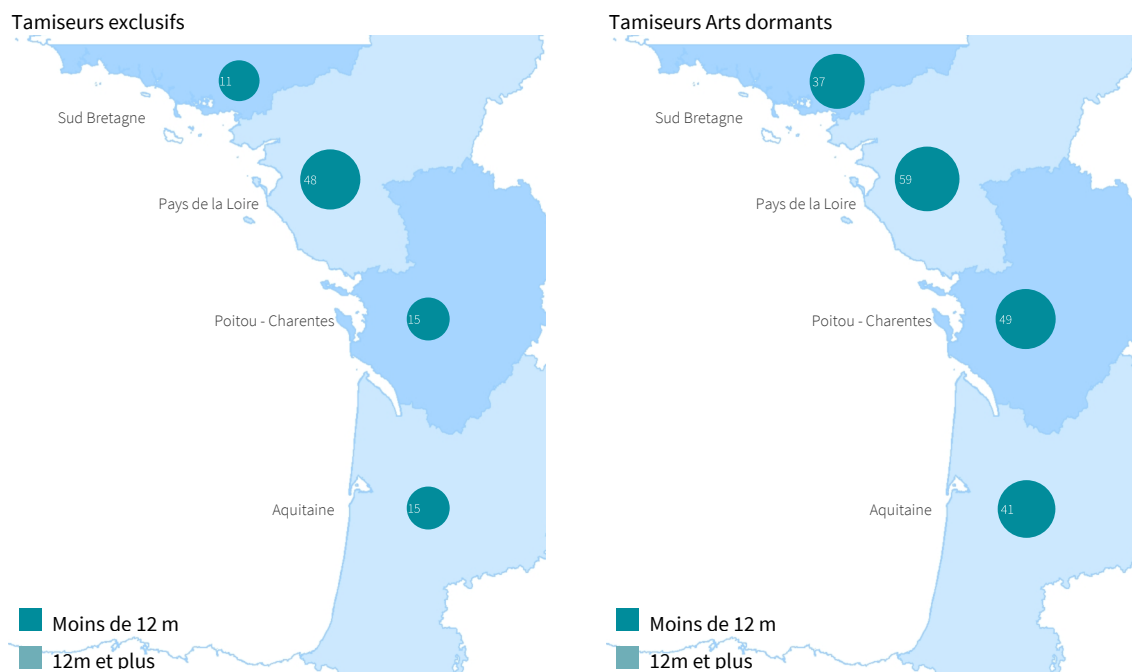 Tamiseurs exclusifs
11
Sud Bretagne
48
Pays de la Loire
Poitou - Charentes
15
Aquitaine
15
Moins de 12 m
12m et plus
Tamiseurs Arts dormants
37
Sud Bretagne
59
Pays de la Loire
Poitou - Charentes
49
Aquitaine
41
Moins de 12 m
12m et plus